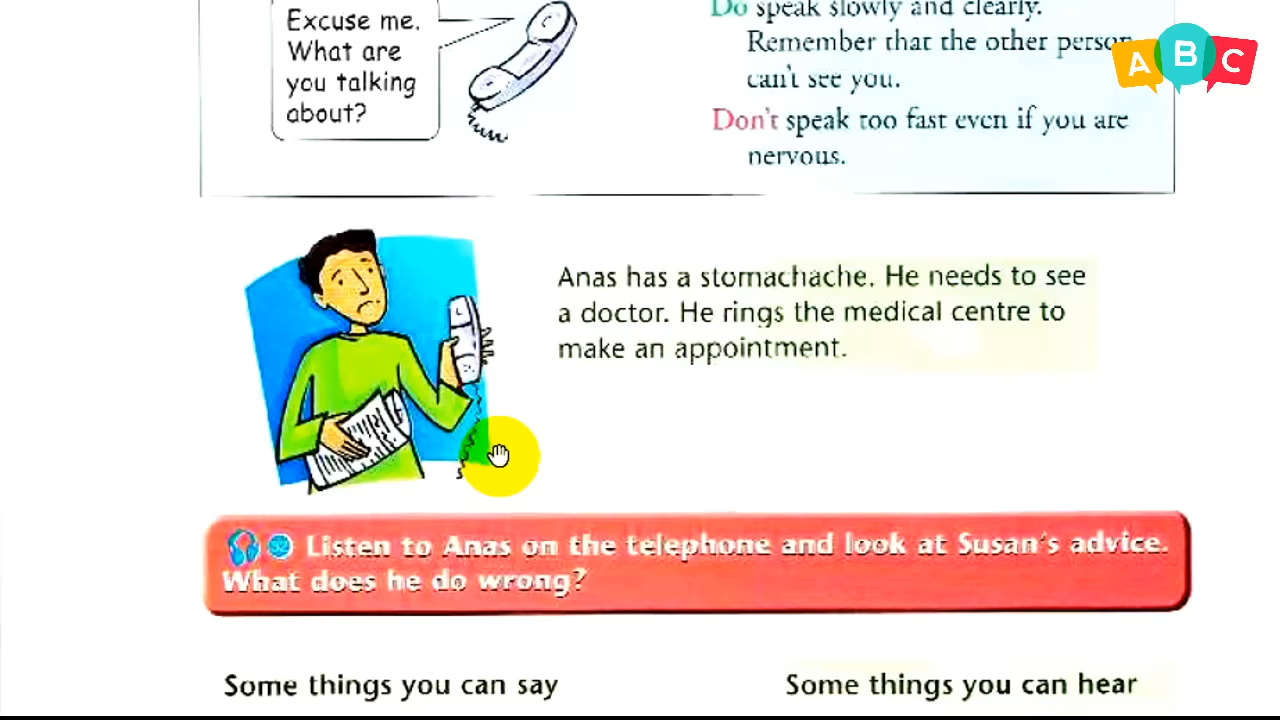 Excuse me.
What are
you talking
about?
Do speak slowly and clearly.
Remember that the other person
can't see you.
Don't speak too fast even if you are
nervous.
A B C
Anas has a stomachache. He needs to see
a doctor. He rings the medical centre to
make an appointment.
Listen to Anas on the telephone and look at Susan's advice.
What does he do wrong?
Some things you can say
Some things you can hear